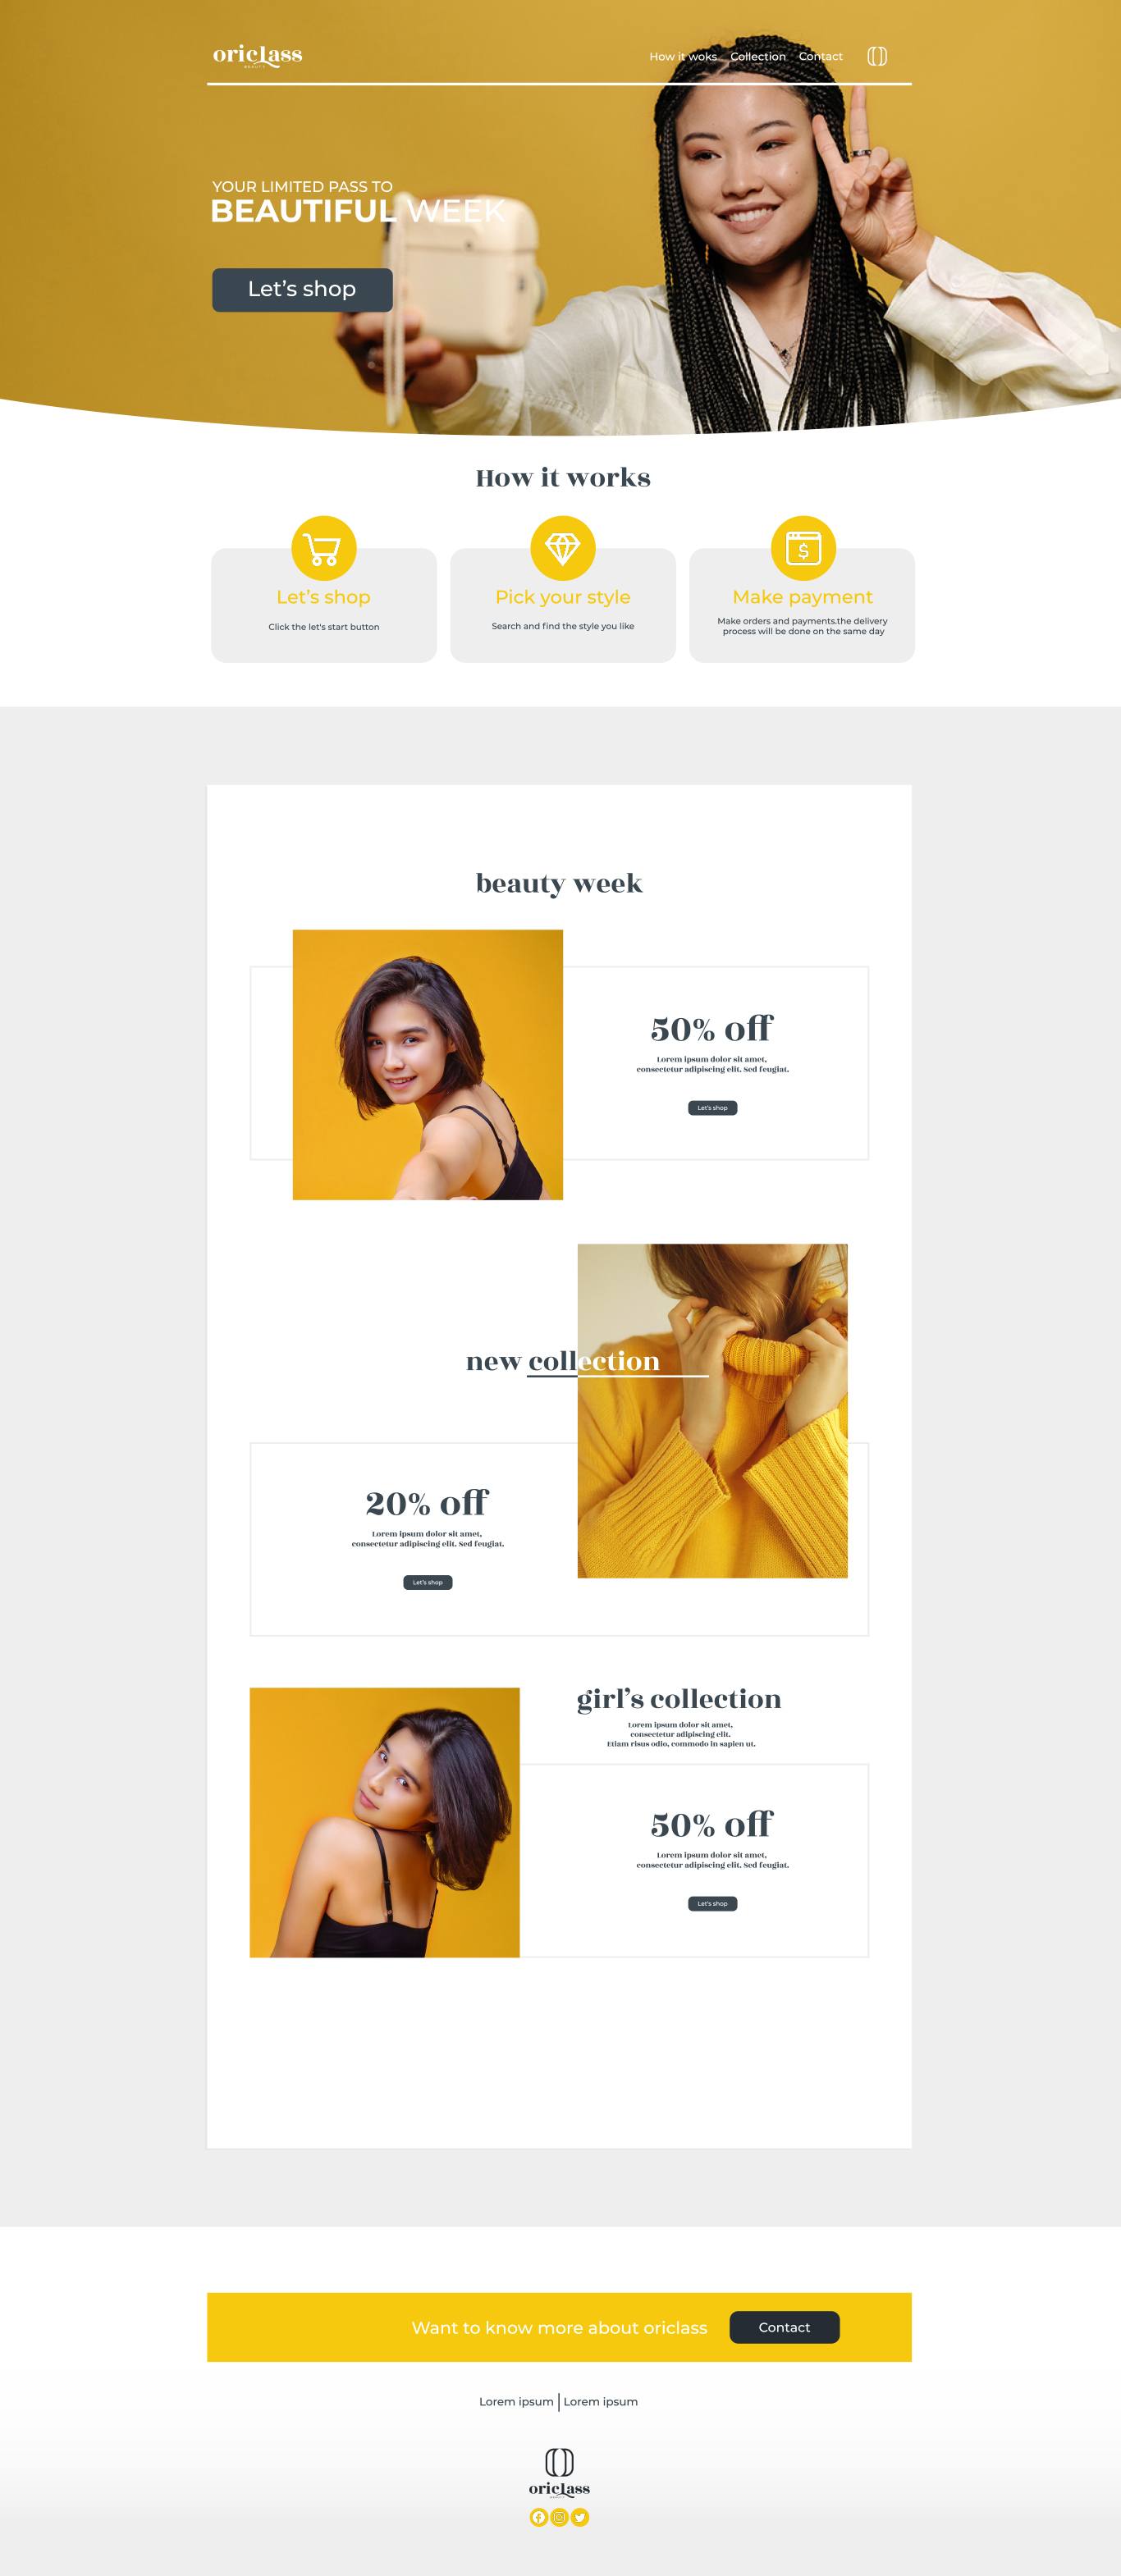 oriclass
BEAUTY
How it woks Collection Contact
YOUR LIMITED PASS TO
BEAUTIFUL WEEK
Let's shop
How it works
Let's shop
Click the let's start button
Pick your style
Search and find the style you like
$
Make payment
Make orders and payments.the delivery
process will be done on the same day
beauty week
50% off
Lorem ipsum dolor sit amet,
consectetur adipiscing elit. Sed feugiat.
Let's shop
new collection
20% off
Lorem ipsum dolor sit amet,
consectetur adipiscing elit. Sed feugiat.
Let's shop
girl's collection
Lorem ipsum dolor sit amet,
consectetur adipiscing elit.
Etiam risus odio, commodo in sapien ut.
50% off
Lorem ipsum dolor sit amet,
consectetur adipiscing elit. Sed feugiat.
Let's shop
Want to know more about oriclass
Contact
Lorem ipsum | Lorem ipsum
oriclass
BEAUTY